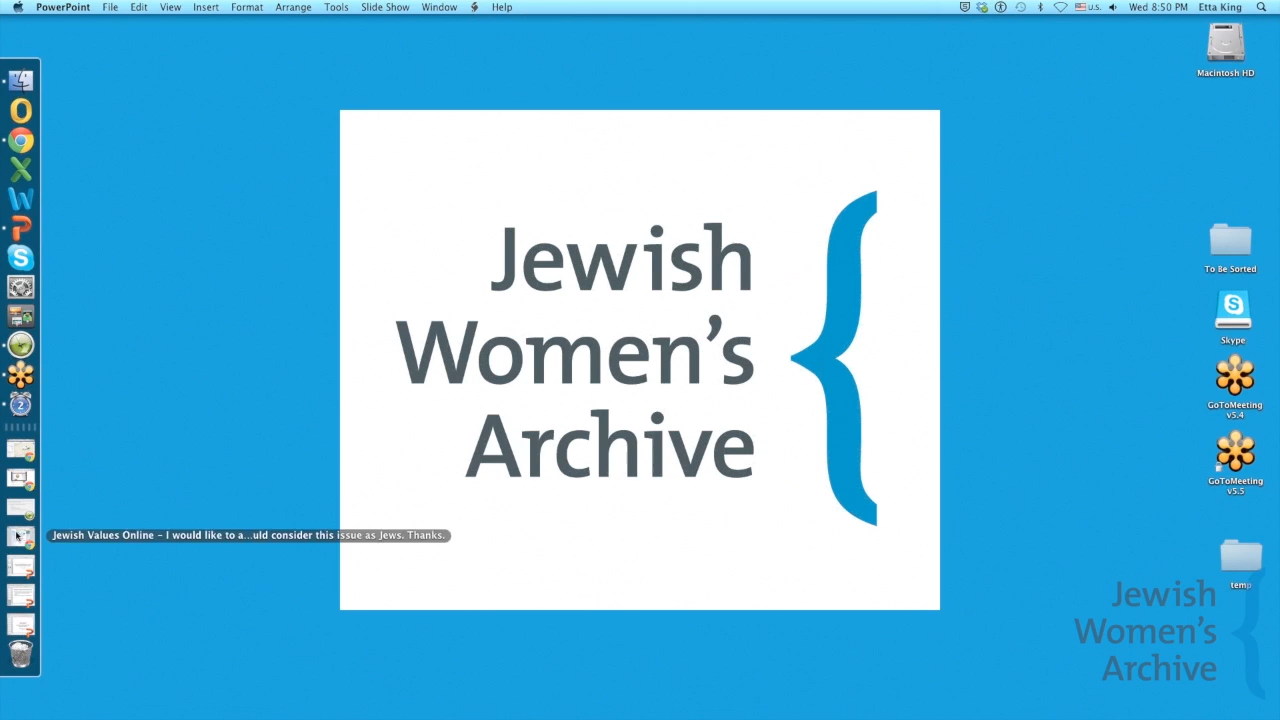 PowerPoint File Edit View Insert Format Arrange Tools Slide Show Window Help U.S. Wed 8:50 PM Etta King
Macintosh HD
Jewish
Women's
Archive
To Be Sorted
Skype
GoToMeeting
v5.4
GoToMeeting
v5.5
2
Jewish Values Online - I would like to a...uld consider this issue as Jews. Thanks.
temp
Jewish
Women's
Archive